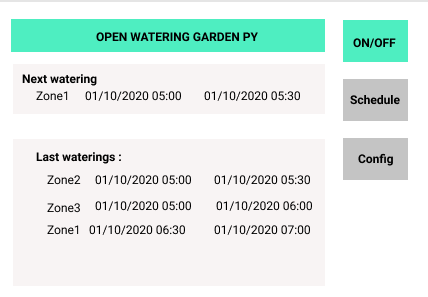 OPEN WATERING GARDEN PY
ON/OFF
Next watering
Zone1 01/10/2020 05:00 01/10/2020 05:30
Schedule
Config
Last waterings :
Zone2 01/10/2020 05:00 01/10/2020 05:30
Zone3 01/10/2020 05:00 01/10/2020 06:00
Zone1 01/10/2020 06:30 01/10/2020 07:00